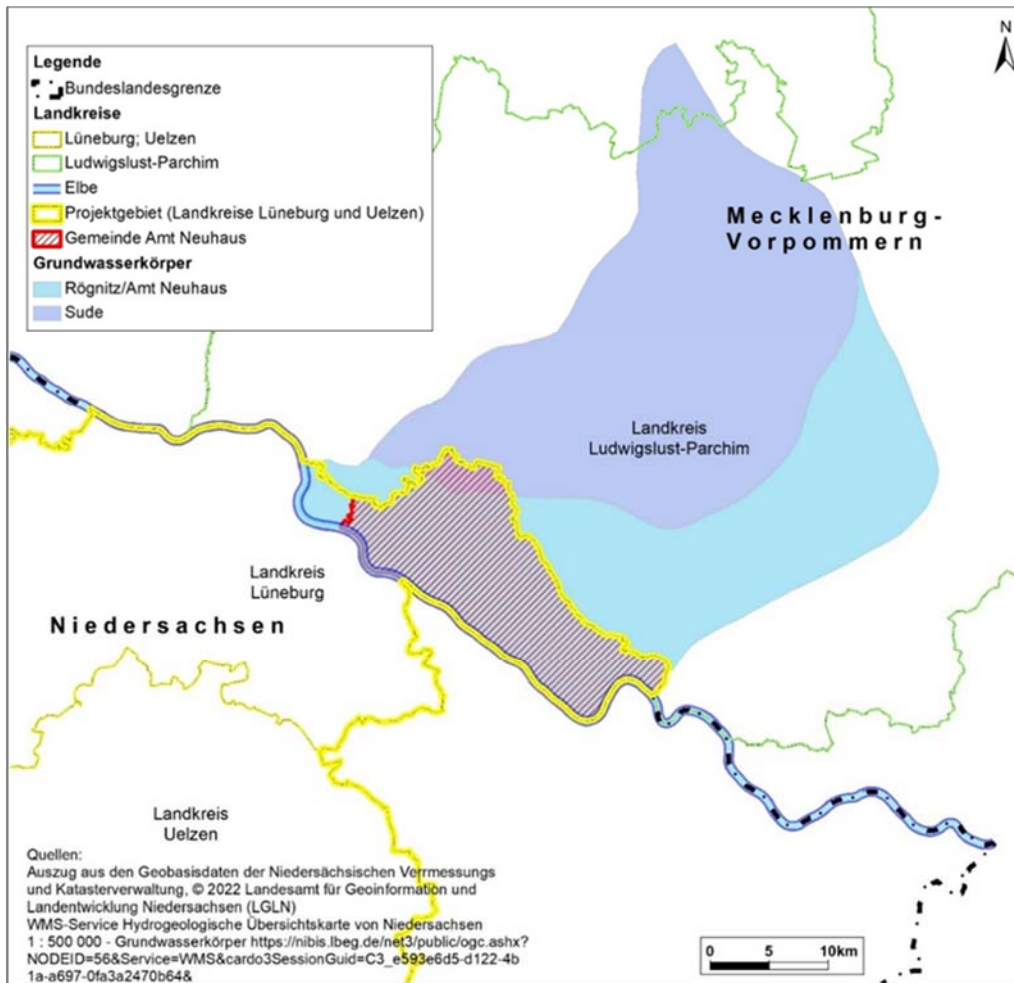 N
Legende
Bundeslandesgrenze
Landkreise
Lüneburg; Uelzen
Ludwigslust-Parchim
Elbe
Projektgebiet (Landkreise Lüneburg und Uelzen)
Gemeinde Amt Neuhaus
Grundwasserkörper
Rögnitz/Amt Neuhaus
Sude
Mecklenburg-
Vorpommern
Landkreis
Ludwigslust-Parchim
Landkreis
Lüneburg
Niedersachsen
Landkreis
Uelzen
Quellen:
Auszug aus den Geobasisdaten der Niedersächsischen Verrmessungs
und Katasterverwaltung, © 2022 Landesamt für Geoinformation und
Landentwicklung Niedersachsen (LGLN)
WMS-Service Hydrogeologische Übersichtskarte von Niedersachsen
1 : 500 000 - Grundwasserkörper https://nibis.lbeg.de/net3/public/ogc.ashx?
NODEID=56&Service=WMS&cardo3SessionGuid=C3_e593e6d5-d122-4b
1a-a697-0fa3a2470b64&
0 5 10km